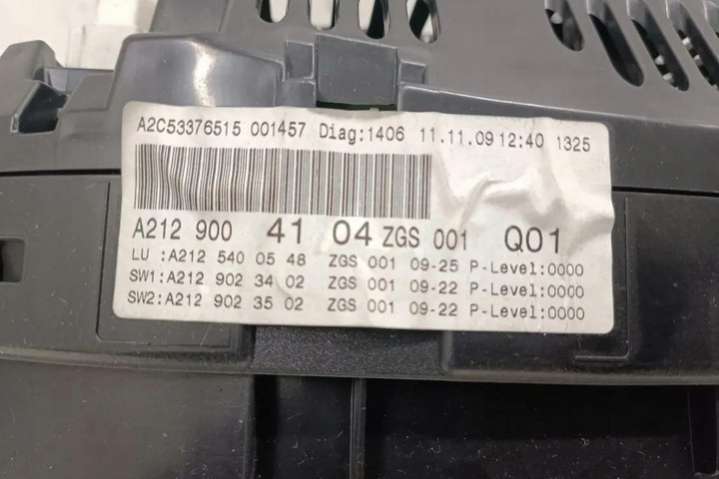 A2C53376515 001457 Diag:1406 11.11.09 12:40 1325
A212 900 41 04 ZGS 001 Q01
LU :A212 540 05 48 ZGS 001 09-25 P-Level:0000
SW1:A212 902 34 02 ZGS 001 09-22 P-Level:0000
SW2:A212 902 35 02 ZGS 001 09-22 P-Level:0000